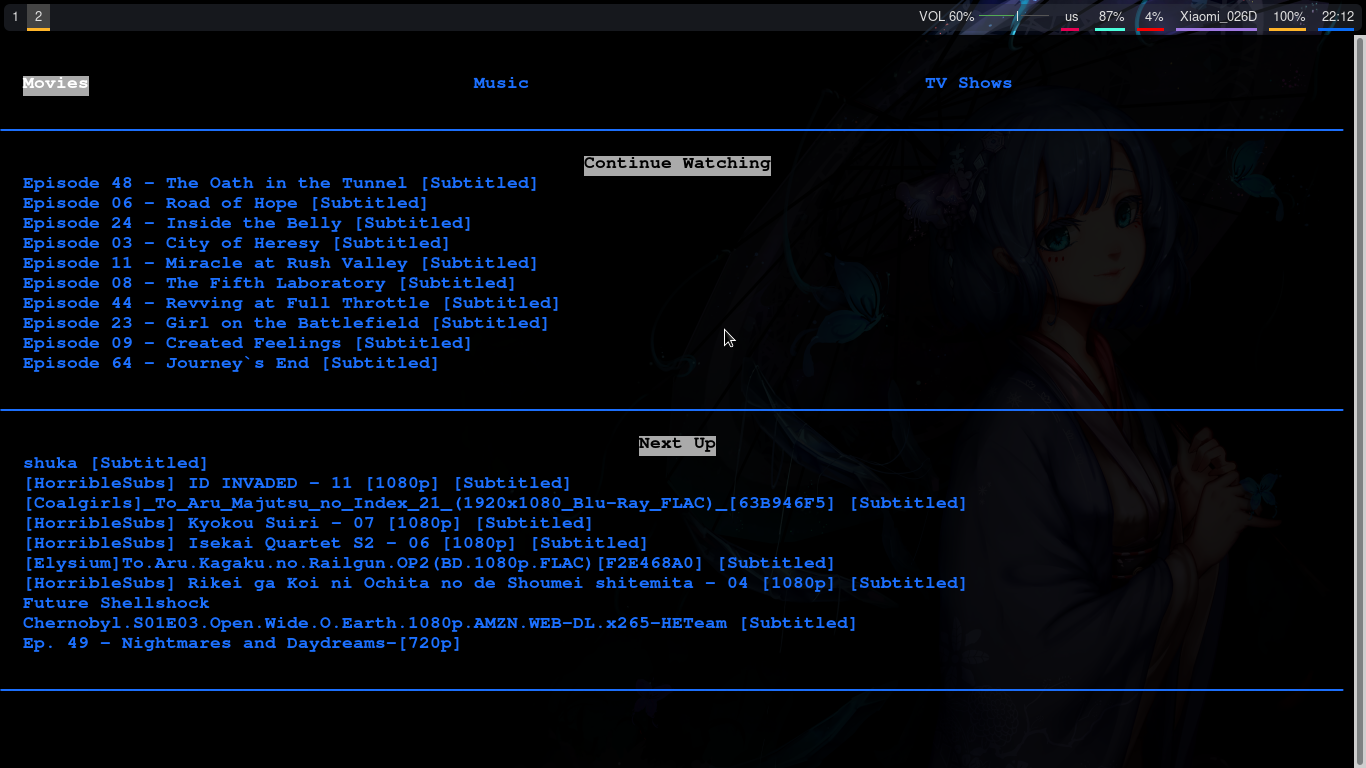 1 2 VOL 60% us 87% 4% Xiaomi_026D 100% 22:12
Movies Music TV Shows
Continue Watching
Episode 48 - The Oath in the Tunnel [Subtitled]
Episode 06 - Road of Hope [Subtitled]
Episode 24 - Inside the Belly [Subtitled]
Episode 03 - City of Heresy [Subtitled]
Episode 11 - Miracle at Rush Valley [Subtitled]
Episode 08 - The Fifth Laboratory [Subtitled]
Episode 44 - Revving at Full Throttle [Subtitled]
Episode 23 - Girl on the Battlefield [Subtitled]
Episode 09 - Created Feelings [Subtitled]
Episode 64 - Journey`s End [Subtitled]
Next Up
shuka [Subtitled]
[HorribleSubs] ID INVADED - 11 [1080p] [Subtitled]
[Coalgirls]_To_Aru_Majutsu_no_Index_21_(1920x1080_Blu-Ray_FLAC)_[63B946F5] [Subtitled]
[HorribleSubs] Kyokou Suiri - 07 [1080p] [Subtitled]
[HorribleSubs] Isekai Quartet S2 - 06 [1080p] [Subtitled]
[Elysium]To.Aru.Kagaku.no.Railgun.OP2(BD.1080p.FLAC)[F2E468A0] [Subtitled]
[HorribleSubs] Rikei ga Koi ni Ochita no de Shoumei shitemita - 04 [1080p] [Subtitled]
Future Shellshock
Chernobyl.S01E03.Open.Wide.O.Earth.1080p.AMZN.WEB-DL.x265-HETeam [Subtitled]
Ep. 49 - Nightmares and Daydreams-[720p]